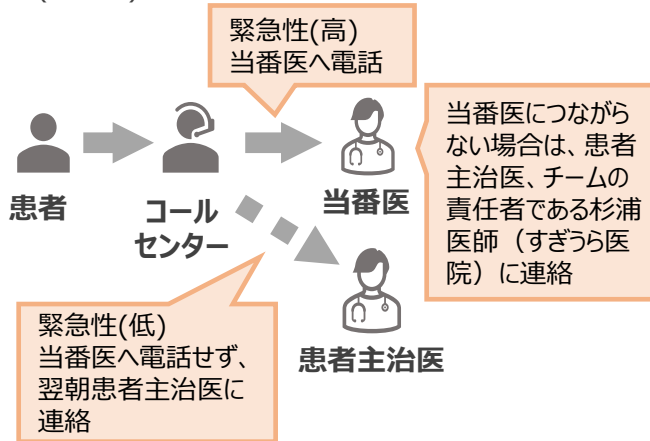 緊急性(高)
当番医へ電話
当番医につながら
ない場合は、患者
主治医、チームの
責任者である杉浦
医師（すぎうら医
院）に連絡
患者
コール
センター
当番医
緊急性(低)
当番医へ電話せず、
翌朝患者主治医に
連絡
患者主治医